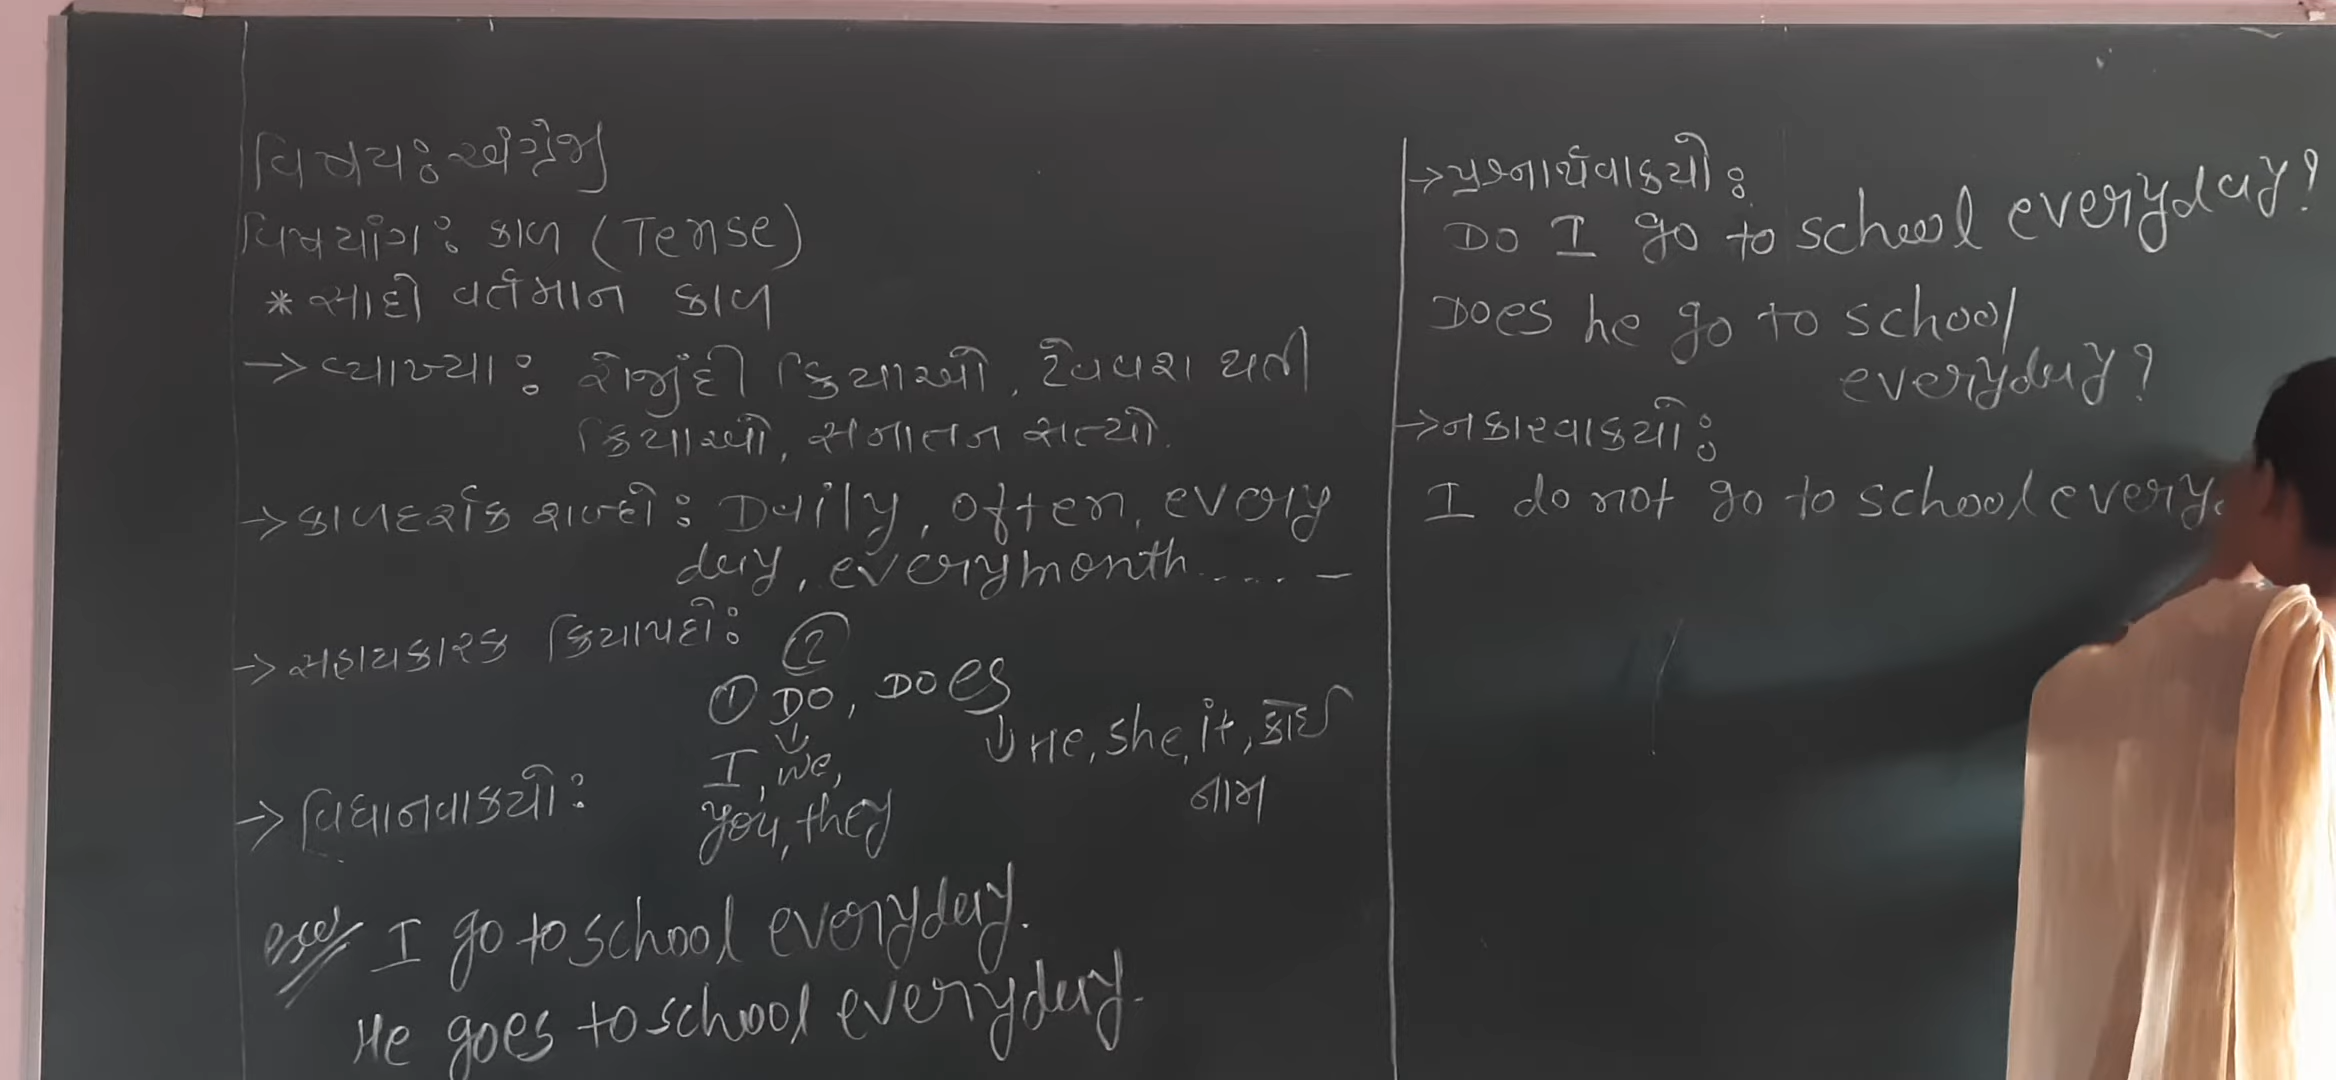 વિષય: અંગ્રેજી
વિષયાંગ: કાળ (Tense)
* સાદો વર્તમાન કાળ
→ વ્યાખ્યા: રોજીંદી ક્રિયાઓ, ટેવવશ થતી
ક્રિયાઓ, સનાતન સત્યો.
→ કાળદર્શક શબ્દો: Daily, often, every
day, everymonth..... -
→ સહાયકારક ક્રિયાપદો: ②
① DO, DOes
↓ ↓ He, she, it, કોઈ
I, we, નામ
you, they
→ વિધાનવાક્યો:
I go to school everyday.
He goes to school everyday.
→ પ્રશ્નાર્થવાક્યો:
DO I go to school everyday?
DOes he go to school
everyday?
→ નકારવાક્યો:
I do not go to school every